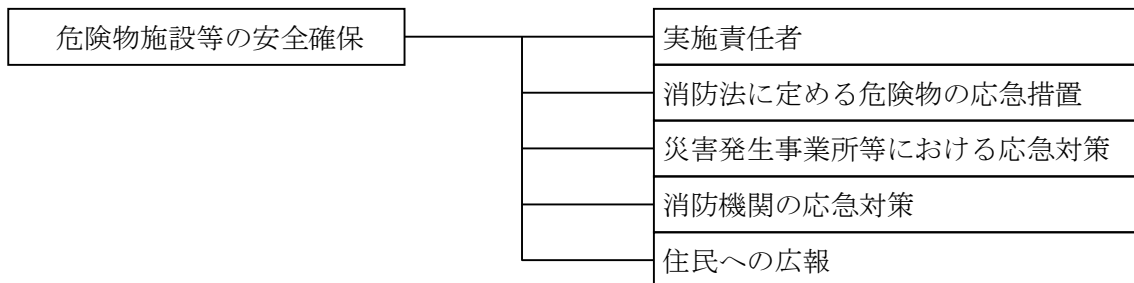 危険物施設等の安全確保
実施責任者
消防法に定める危険物の応急措置
災害発生事業所等における応急対策
消防機関の応急対策
住民への広報